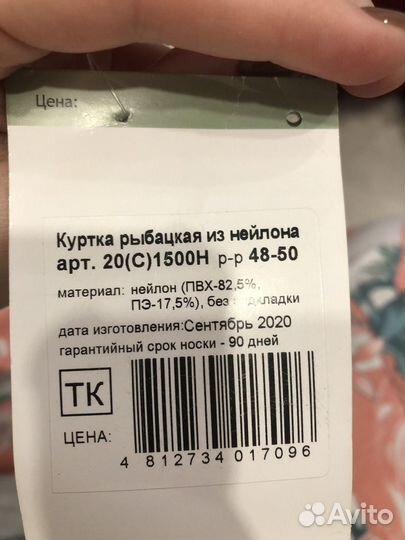 Цена:
Куртка рыбацкая из нейлона
арт. 20(С)1500Н р-р 48-50
материал: нейлон (ПВХ-82,5%,
ПЭ-17,5%), без подкладки
дата изготовления:Сентябрь 2020
гарантийный срок носки - 90 дней
ТК
ЦЕНА:
4 812734 017096
Avito